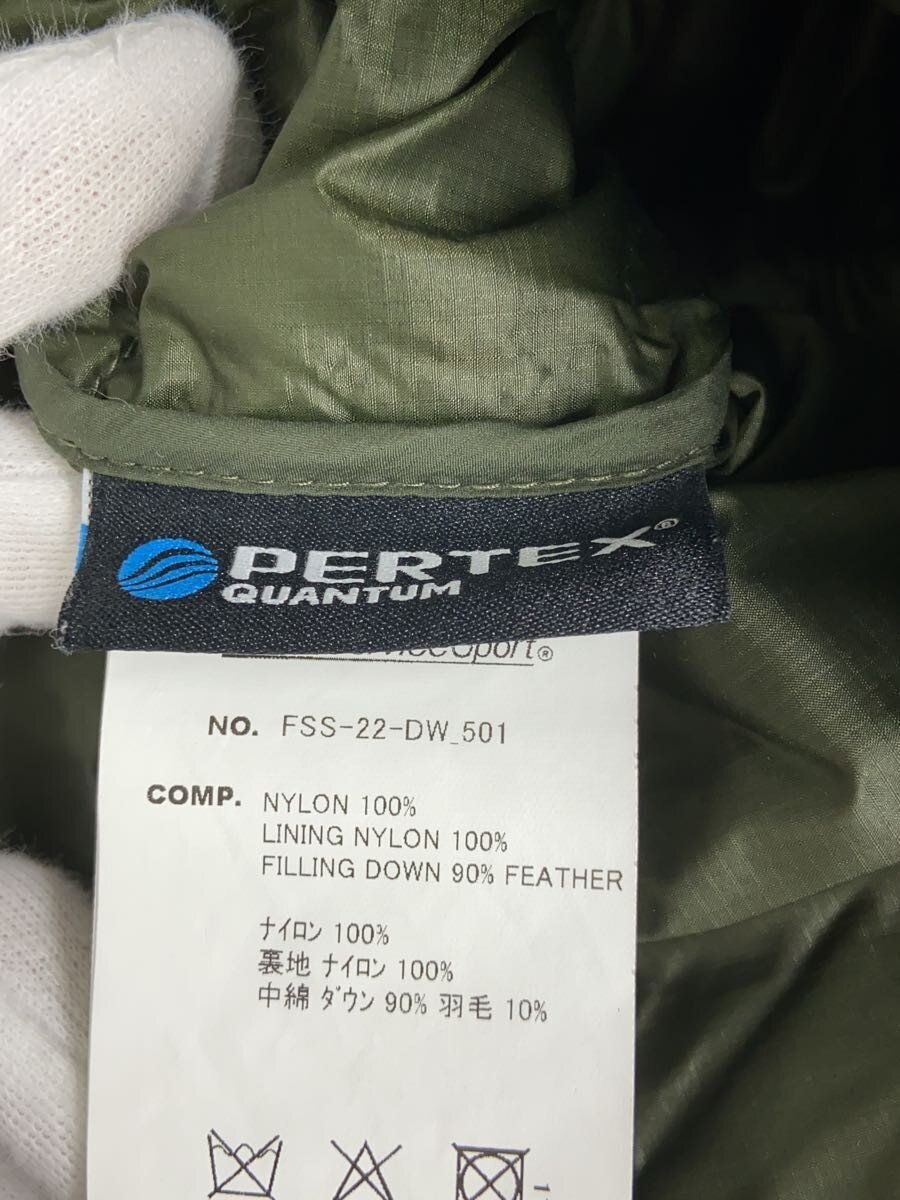 PERTEX®
QUANTUM
Sport®
NO. FSS-22-DW_501
COMP. NYLON 100%
LINING NYLON 100%
FILLING DOWN 90% FEATHER
ナイロン 100%
裏地 ナイロン 100%
中綿 ダウン 90% 羽毛 10%